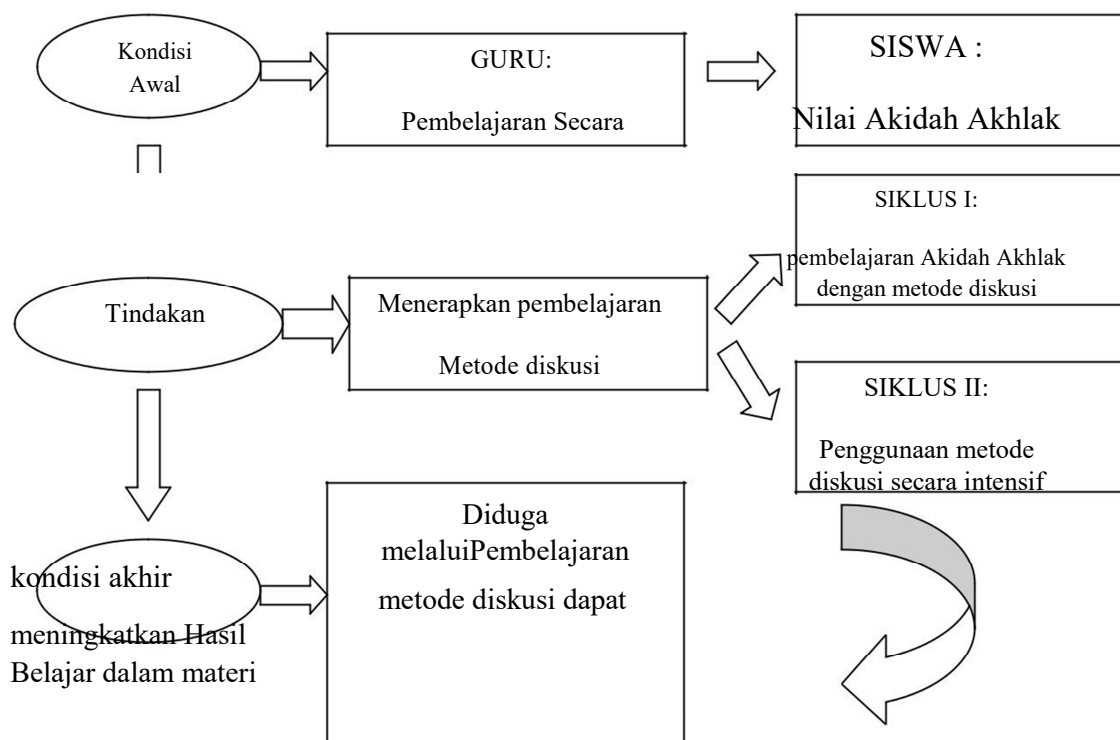 Kondisi
Awal
GURU:
Pembelajaran Secara
SISWA :
Nilai Akidah Akhlak
Tindakan
Menerapkan pembelajaran
Metode diskusi
SIKLUS I:
pembelajaran Akidah Akhlak
dengan metode diskusi
SIKLUS II:
Penggunaan metode
diskusi secara intensif
kondisi akhir
meningkatkan Hasil
Belajar dalam materi
Diduga
melaluiPembelajaran
metode diskusi dapat